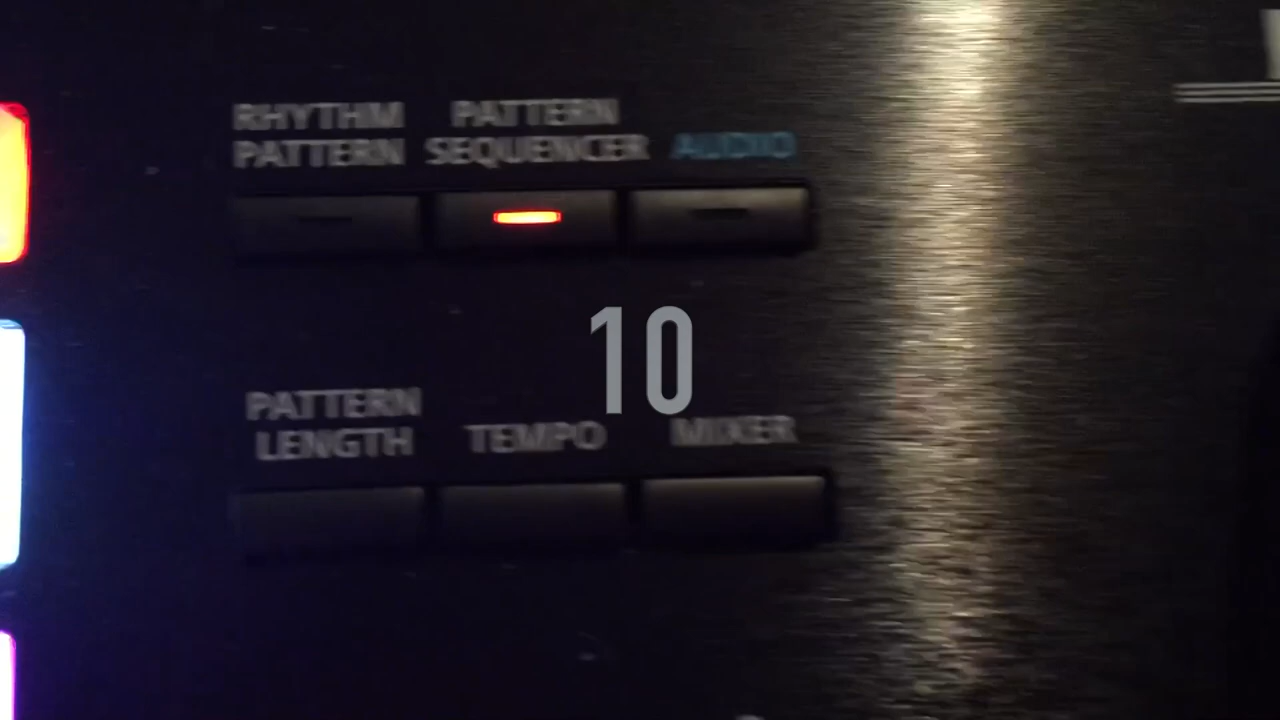 RHYTHM
PATTERN
PATTERN
SEQUENCER
AUDIO
10
PATTERN
LENGTH
TEMPO
MIXER